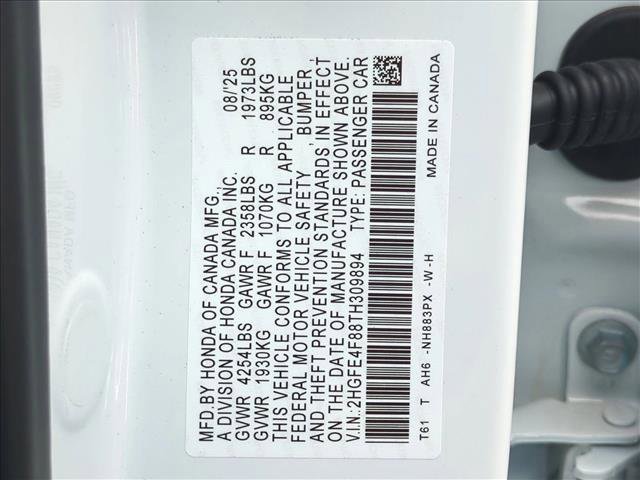 MFD.BY HONDA OF CANADA MFG.,
A DIVISION OF HONDA CANADA INC. 08/'25
GVWR 4254LBS GAWR F 2358LBS R 1973LBS
GVWR 1930KG GAWR F 1070KG R 895KG
THIS VEHICLE CONFORMS TO ALL APPLICABLE
FEDERAL MOTOR VEHICLE SAFETY , BUMPER, ,
AND THEFT PREVENTION STANDARDS IN EFFECT
ON THE DATE OF MANUFACTURE SHOWN ABOVE.
V.I.N.: 2HGFE4F88TH309894 TYPE: PASSENGER CAR
T61 T AH6 -NH883PX -W-H MADE IN CANADA